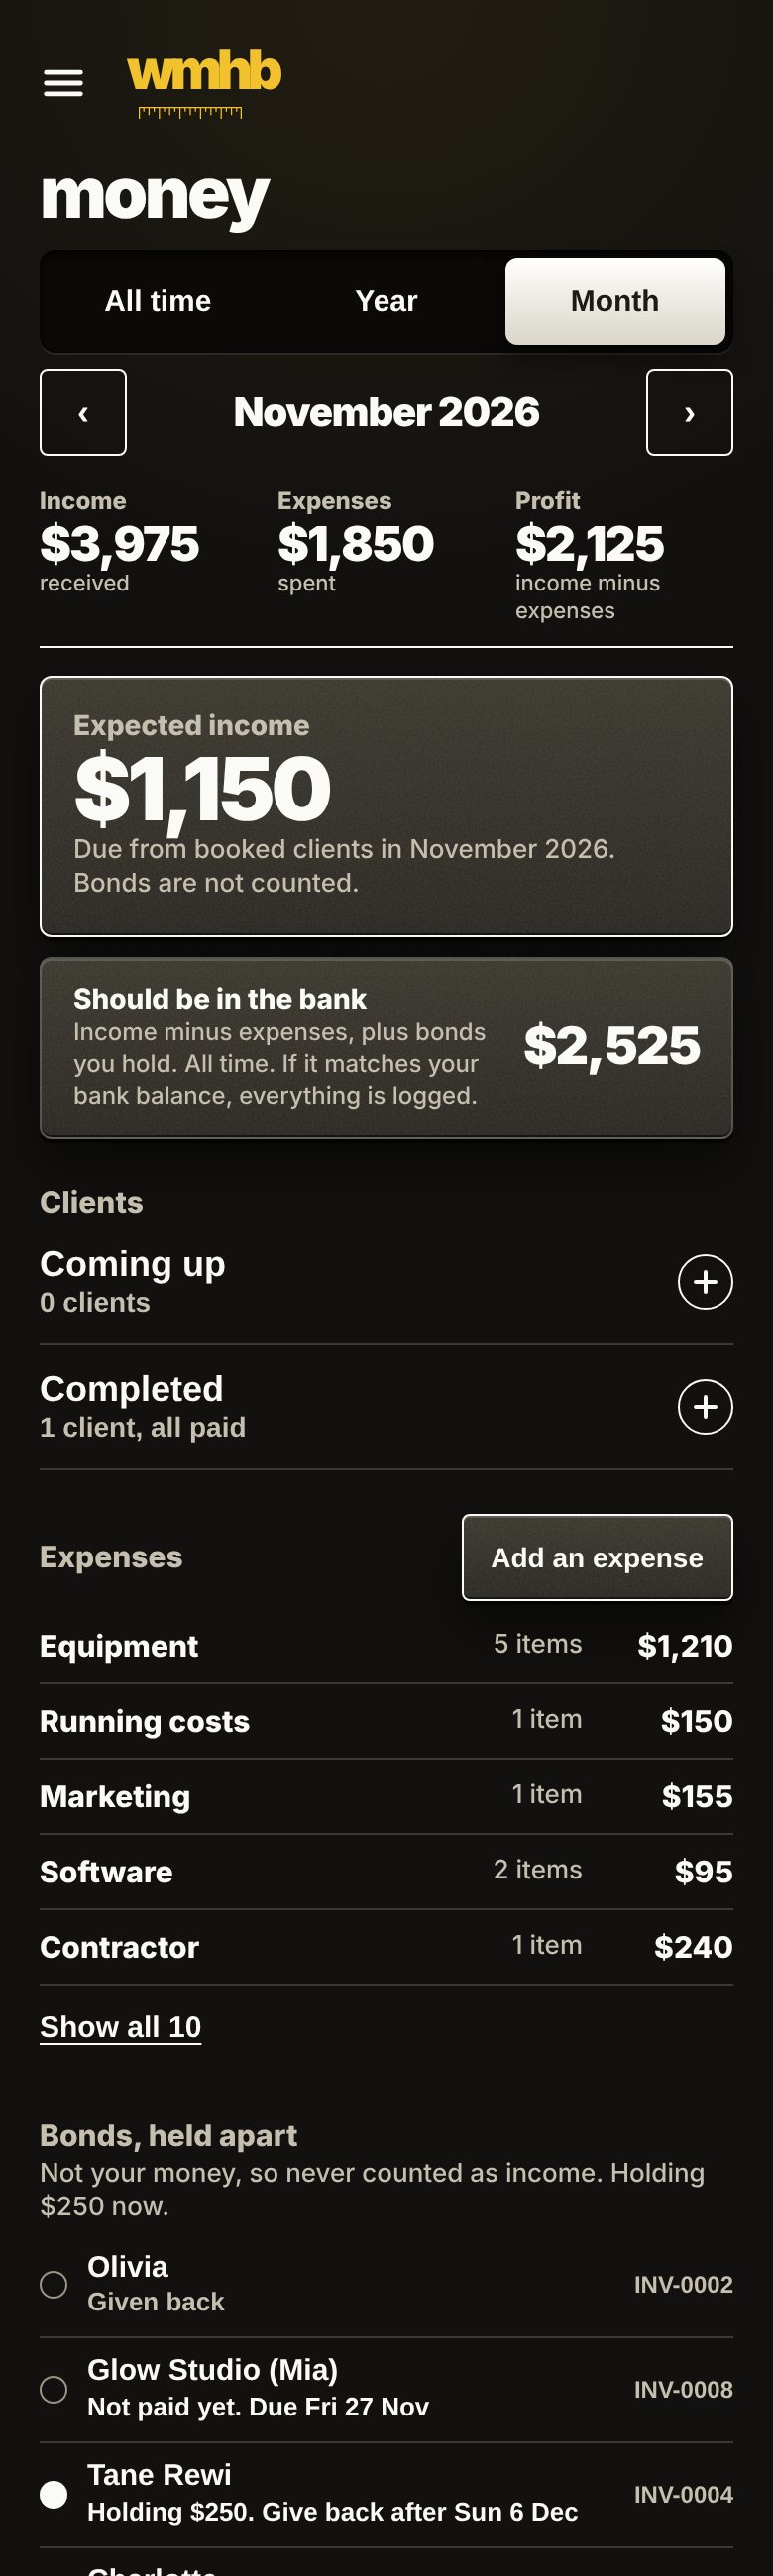 wmhb
money
All time Year Month
‹ November 2026 ›
Income Expenses Profit
$3,975 $1,850 $2,125
received spent income minus
expenses
Expected income
$1,150
Due from booked clients in November 2026.
Bonds are not counted.
Should be in the bank
Income minus expenses, plus bonds
you hold. All time. If it matches your
bank balance, everything is logged.
$2,525
Clients
Coming up
0 clients
Completed
1 client, all paid
Expenses Add an expense
Equipment 5 items $1,210
Running costs 1 item $150
Marketing 1 item $155
Software 2 items $95
Contractor 1 item $240
Show all 10
Bonds, held apart
Not your money, so never counted as income. Holding
$250 now.
Olivia
Given back
INV-0002
Glow Studio (Mia)
Not paid yet. Due Fri 27 Nov
INV-0008
Tane Rewi
Holding $250. Give back after Sun 6 Dec
INV-0004